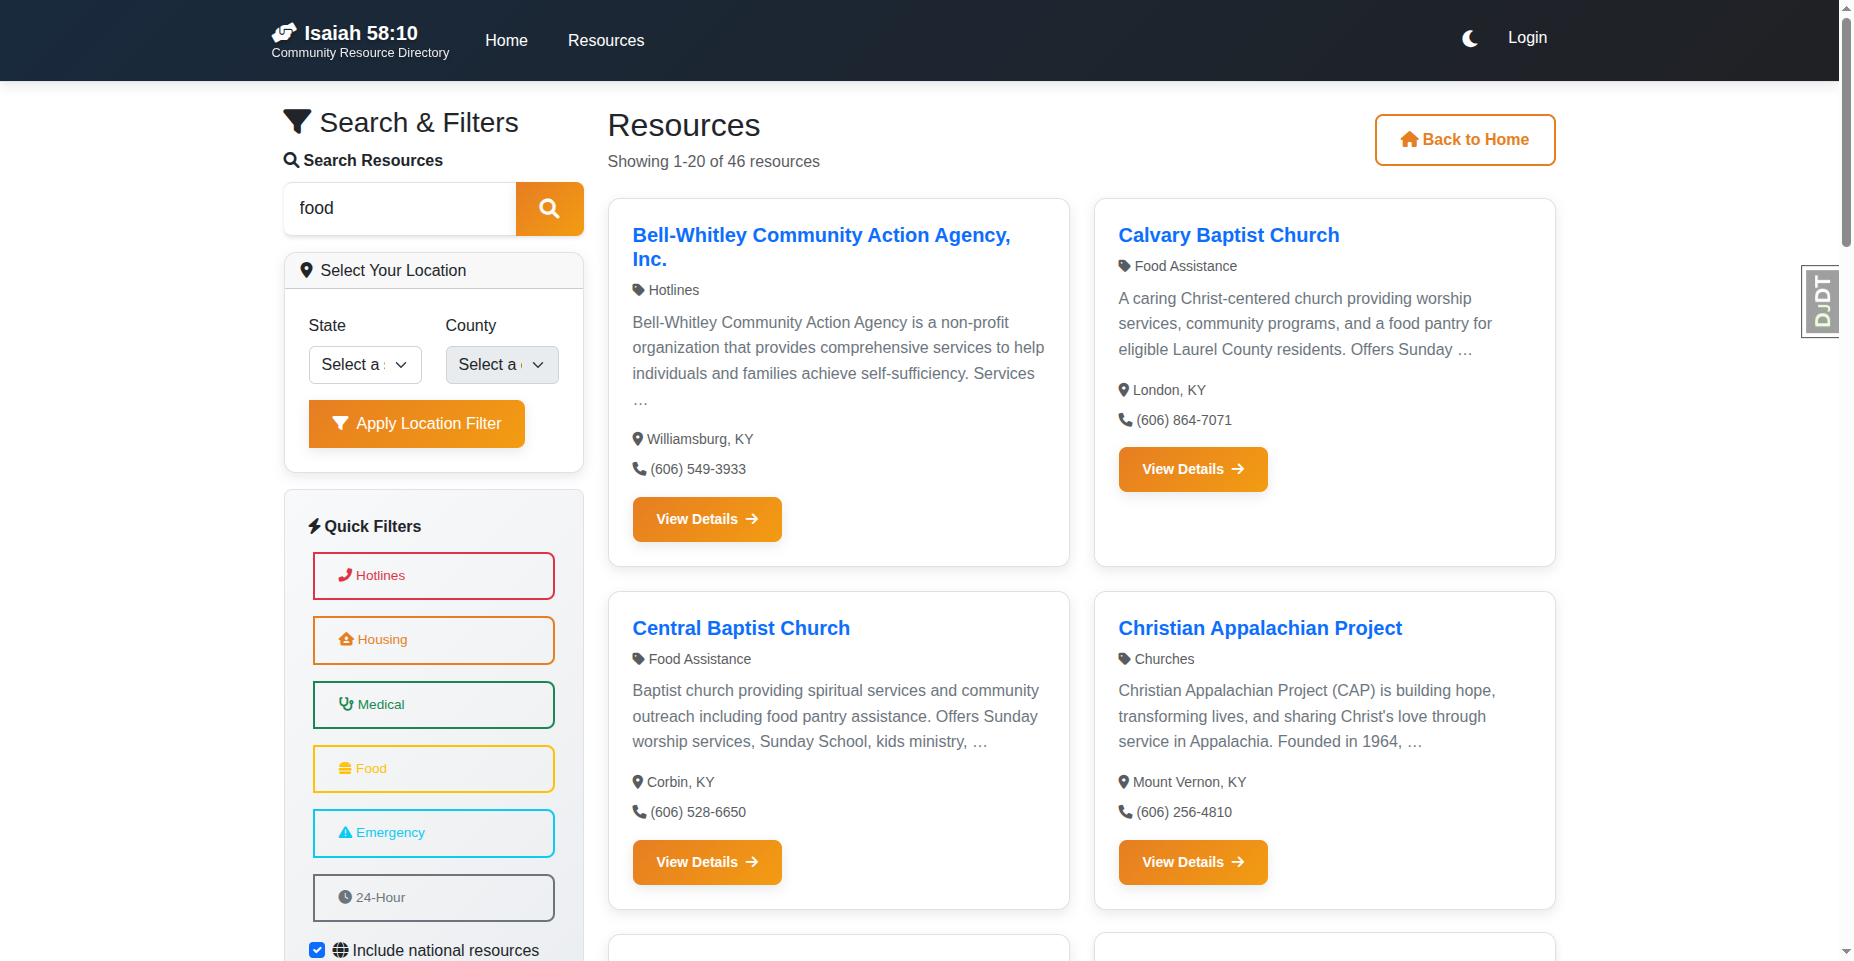 Isaiah 58:10
Community Resource Directory
Home
Resources
Login
Search & Filters
Search Resources
food
Select Your Location
State
County
Select a
Select a
Apply Location Filter
Quick Filters
Hotlines
Housing
Medical
Food
Emergency
24-Hour
Include national resources
Resources
Showing 1-20 of 46 resources
Back to Home
Bell-Whitley Community Action Agency,
Inc.
Hotlines
Bell-Whitley Community Action Agency is a non-profit
organization that provides comprehensive services to help
individuals and families achieve self-sufficiency. Services
…
Williamsburg, KY
(606) 549-3933
View Details
Calvary Baptist Church
Food Assistance
A caring Christ-centered church providing worship
services, community programs, and a food pantry for
eligible Laurel County residents. Offers Sunday …
London, KY
(606) 864-7071
View Details
Central Baptist Church
Food Assistance
Baptist church providing spiritual services and community
outreach including food pantry assistance. Offers Sunday
worship services, Sunday School, kids ministry, …
Corbin, KY
(606) 528-6650
View Details
Christian Appalachian Project
Churches
Christian Appalachian Project (CAP) is building hope,
transforming lives, and sharing Christ's love through
service in Appalachia. Founded in 1964, …
Mount Vernon, KY
(606) 256-4810
View Details
DJDT